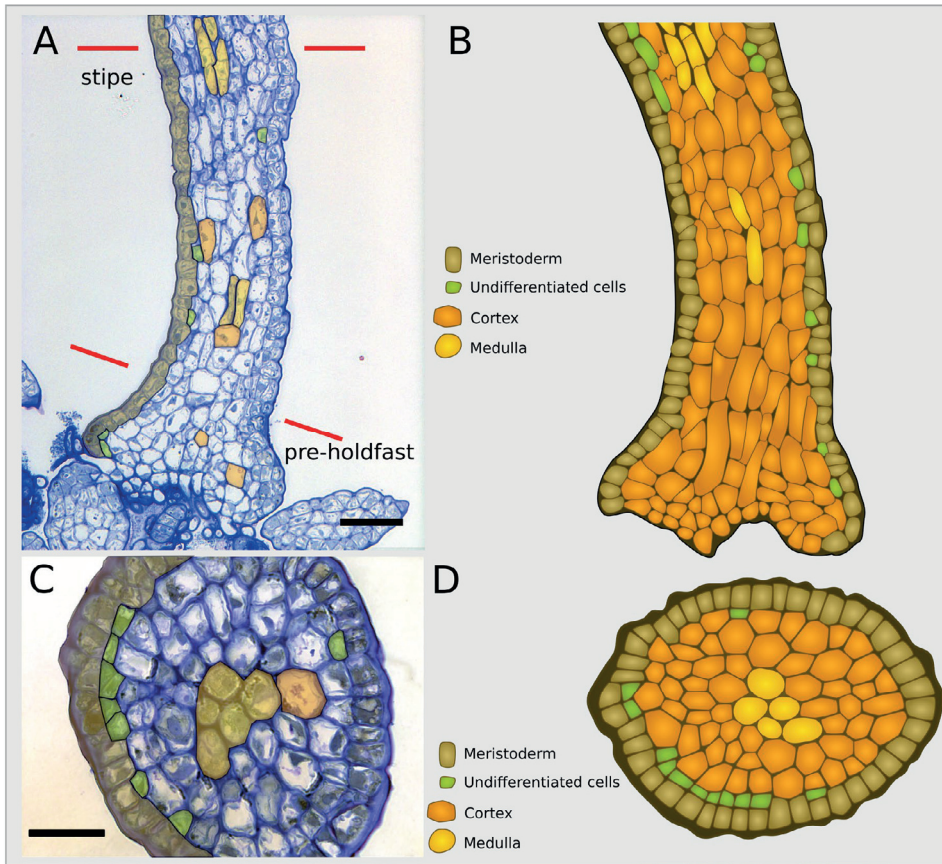 A
stipe
pre-holdfast
B
Meristoderm
Undifferentiated cells
Cortex
Medulla
C
D
Meristoderm
Undifferentiated cells
Cortex
Medulla